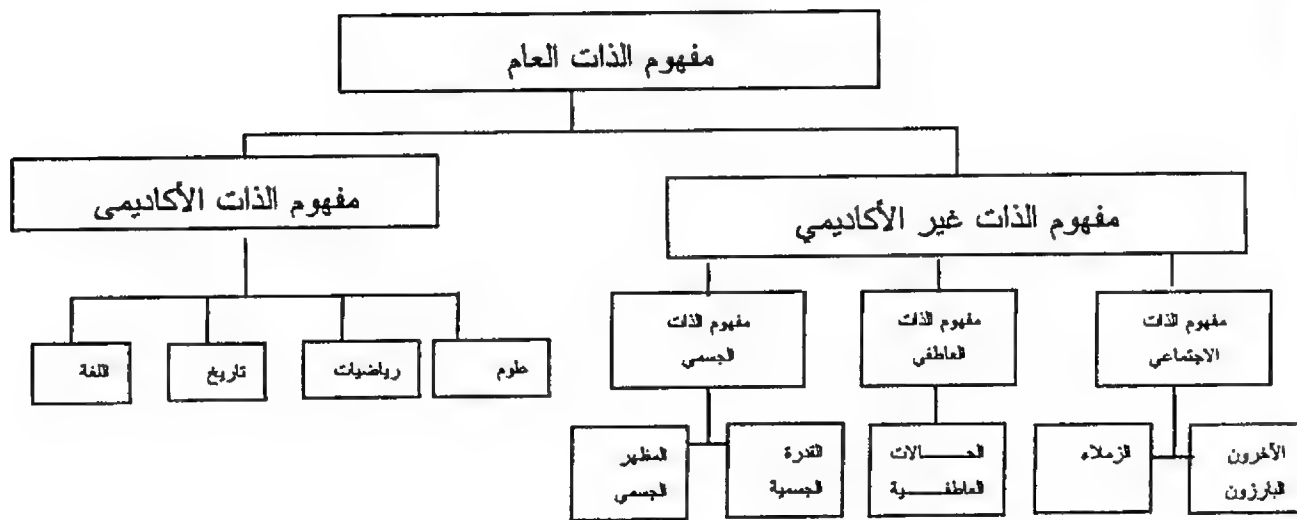 مفهوم الذات العام
مفهوم الذات غير الأكاديمي
مفهوم الذات الأكاديمى
مفهوم الذات
الاجتماعي
مفهوم الذات
العاطفي
مفهوم الذات
الجسمي
علوم
رياضيات
تاريخ
اللغة
الآخرون
البارزون
الزملاء
الحـــالات
العاطفـــية
القدرة
الجسمية
المظهر
الجسمي